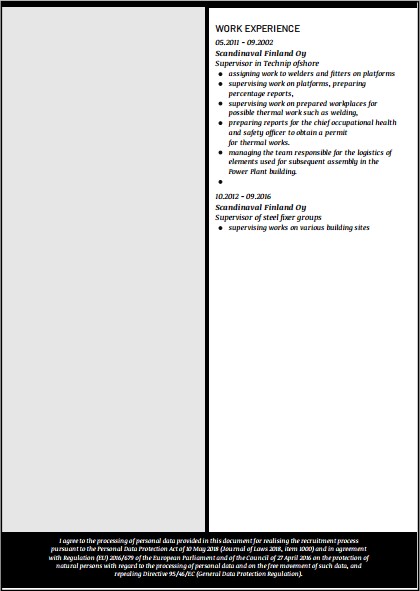 WORK EXPERIENCE
05.2011 - 09.2002
Scandinaval Finland Oy
Supervisor in Technip ofshore
● assigning work to welders and fitters on platforms
● supervising work on platforms, preparing
percentage reports,
● supervising work on prepared workplaces for
possible thermal work such as welding,
● preparing reports for the chief occupational health
and safety officer to obtain a permit
for thermal works.
● managing the team responsible for the logistics of
elements used for subsequent assembly in the
Power Plant building.
●
10.2012 - 09.2016
Scandinaval Finland Oy
Supervisor of steel fixer groups
● supervising works on various building sites
I agree to the processing of personal data provided in this document for realising the recruitment process
pursuant to the Personal Data Protection Act of 10 May 2018 (Journal of Laws 2018, item 1000) and in agreement
with Regulation (EU) 2016/679 of the European Parliament and of the Council of 27 April 2016 on the protection of
natural persons with regard to the processing of personal data and on the free movement of such data, and
repealing Directive 95/46/EC (General Data Protection Regulation).